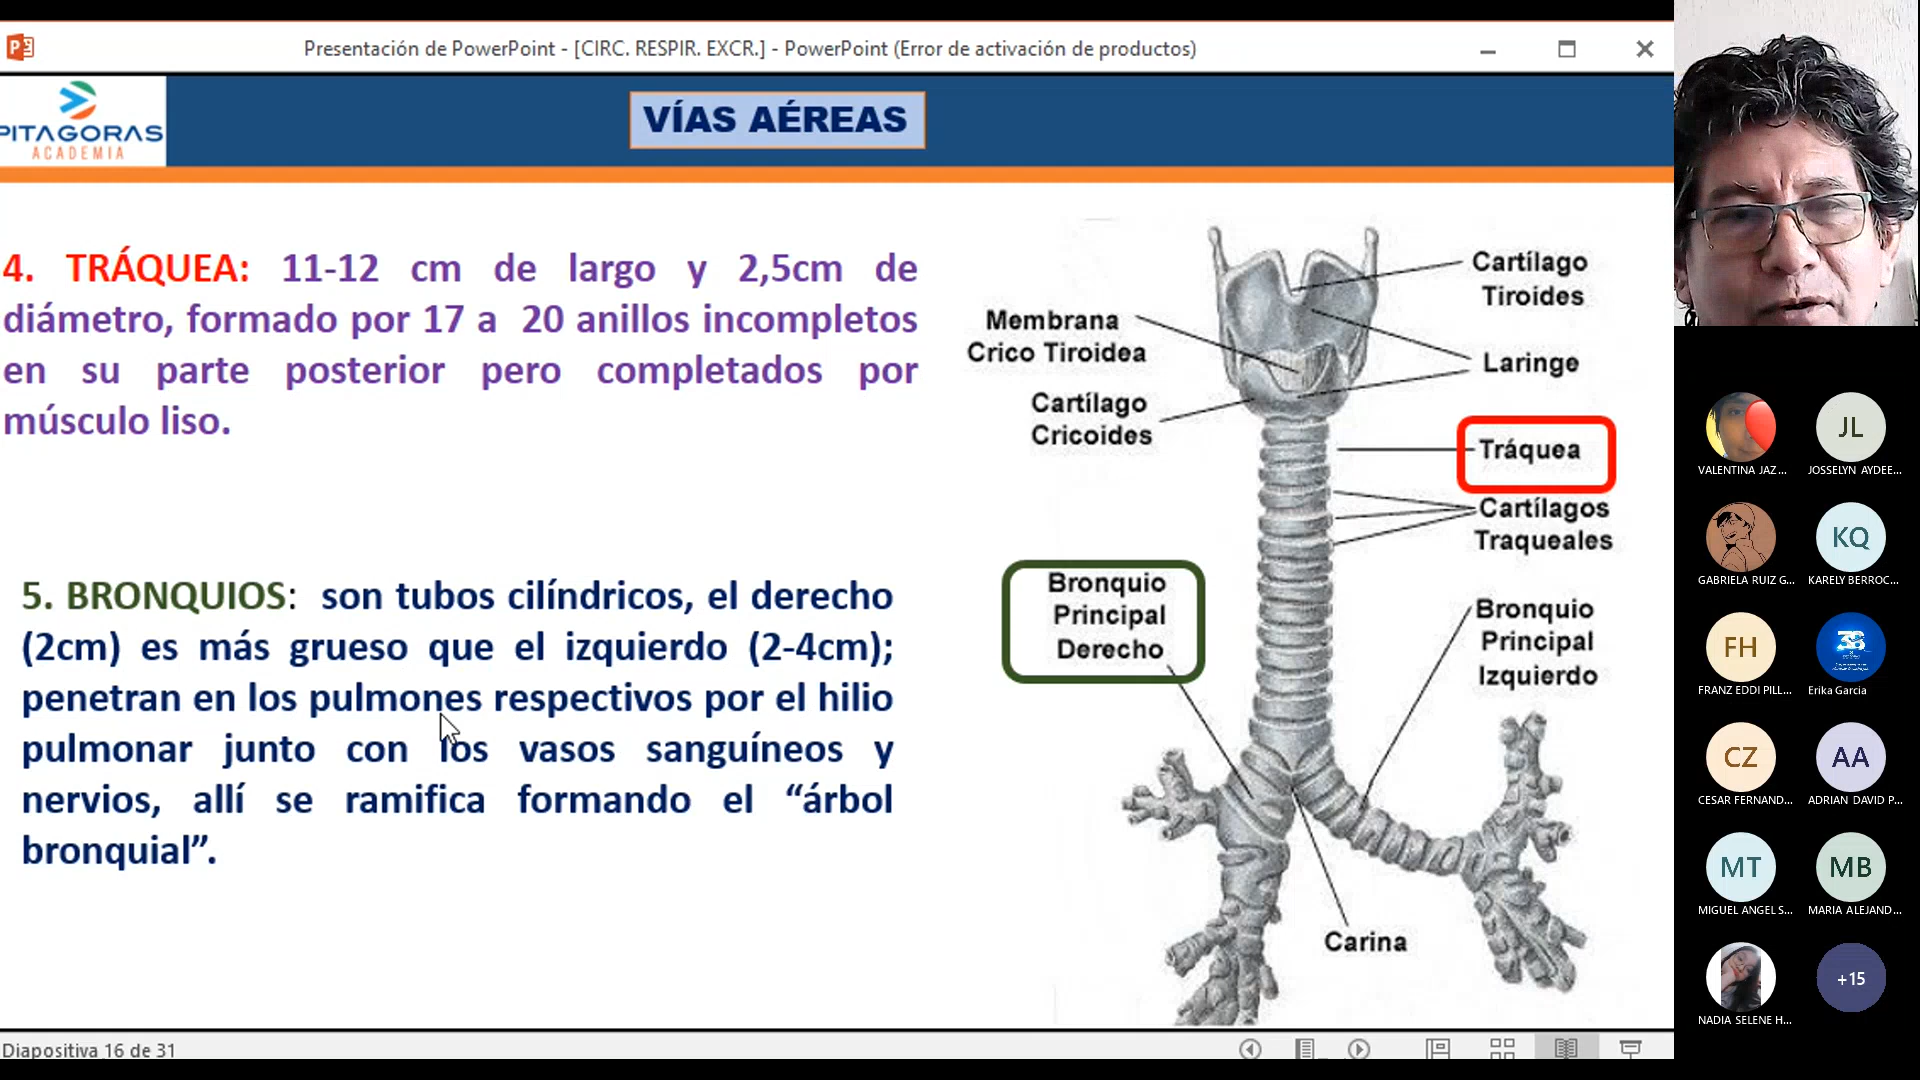 Presentación de PowerPoint - [CIRC. RESPIR. EXCR.] - PowerPoint (Error de activación de productos)
PITAGORAS
ACADEMIA
VÍAS AÉREAS
4. TRÁQUEA: 11-12 cm de largo y 2,5cm de
diámetro, formado por 17 a 20 anillos incompletos
en su parte posterior pero completados por
músculo liso.
5. BRONQUIOS: son tubos cilíndricos, el derecho
(2cm) es más grueso que el izquierdo (2-4cm);
penetran en los pulmones respectivos por el hilio
pulmonar junto con los vasos sanguíneos y
nervios, allí se ramifica formando el “árbol
bronquial”.
Cartílago
Tiroides
Membrana
Crico Tiroidea
Laringe
Cartílago
Cricoides
Tráquea
Cartílagos
Traqueales
Bronquio
Principal
Derecho
Bronquio
Principal
Izquierdo
Carina
Diapositiva 16 de 31
VALENTINA JAZ...
JL
JOSSELYN AYDEE...
GABRIELA RUIZ G...
KQ
KARELY BERROC...
FH
FRANZ EDDI PILL...
Erika Garcia
CZ
CESAR FERNAND...
AA
ADRIAN DAVID P...
MT
MIGUEL ANGEL S...
MB
MARIA ALEJAND...
NADIA SELENE H...
+15